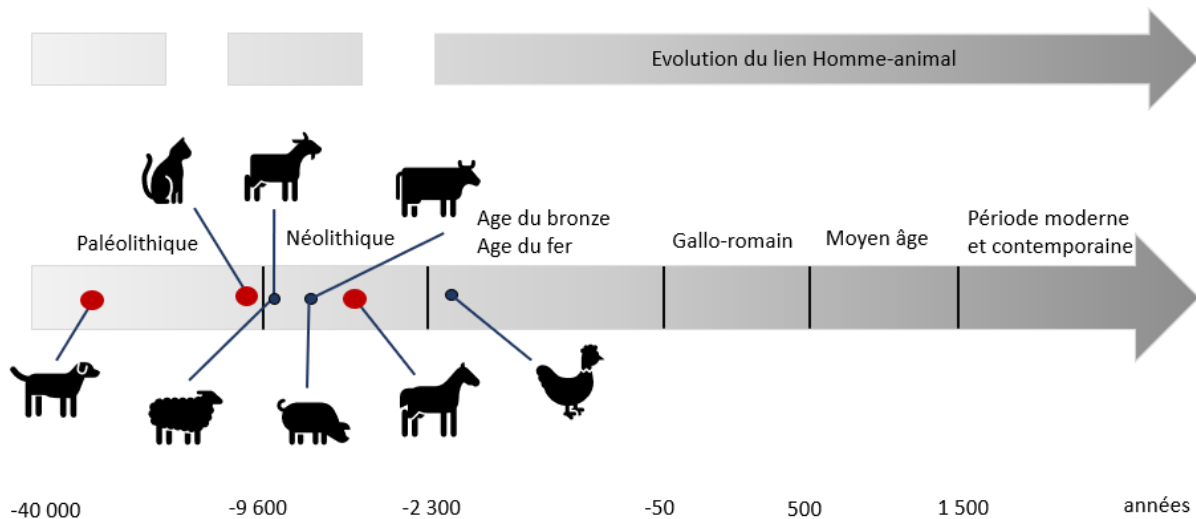 Evolution du lien Homme-animal
Paléolithique
Néolithique
Age du bronze
Age du fer
Gallo-romain
Moyen âge
Période moderne
et contemporaine
-40 000
-9 600
-2 300
-50
500
1 500
années